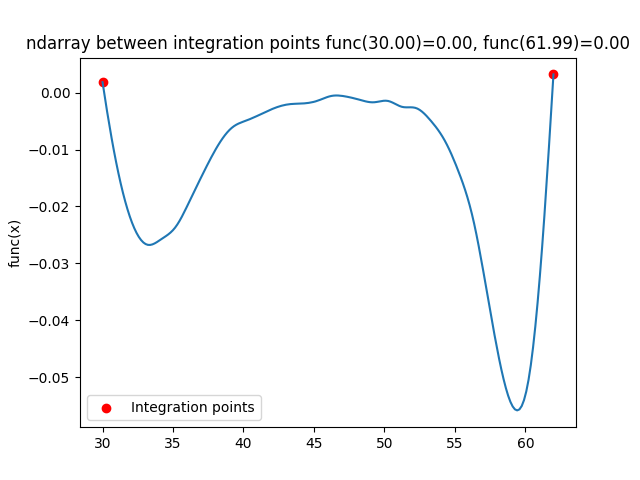 ndarray between integration points func(30.00)=0.00, func(61.99)=0.00
func(x)
0.00
−0.01
−0.02
−0.03
−0.04
−0.05
Integration points
30 35 40 45 50 55 60